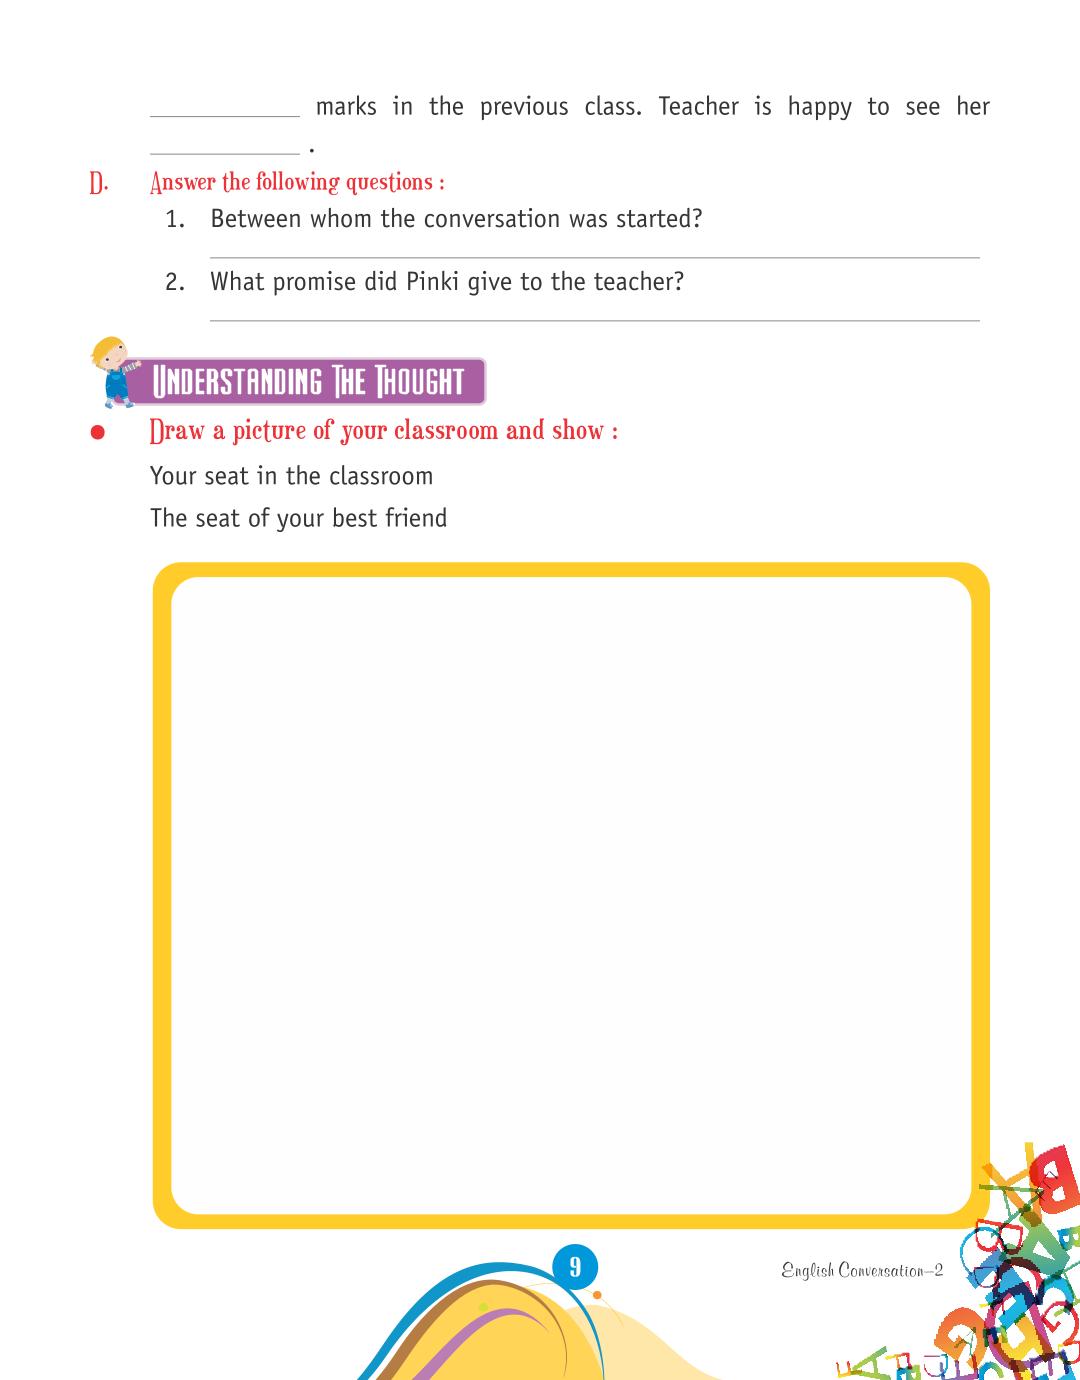 __________ marks in the previous class. Teacher is happy to see her
__________ .
D. Answer the following questions :
1. Between whom the conversation was started?
2. What promise did Pinki give to the teacher?
UNDERSTANDING THE THOUGHT
● Draw a picture of your classroom and show :
Your seat in the classroom
The seat of your best friend
9
English Conversation–2